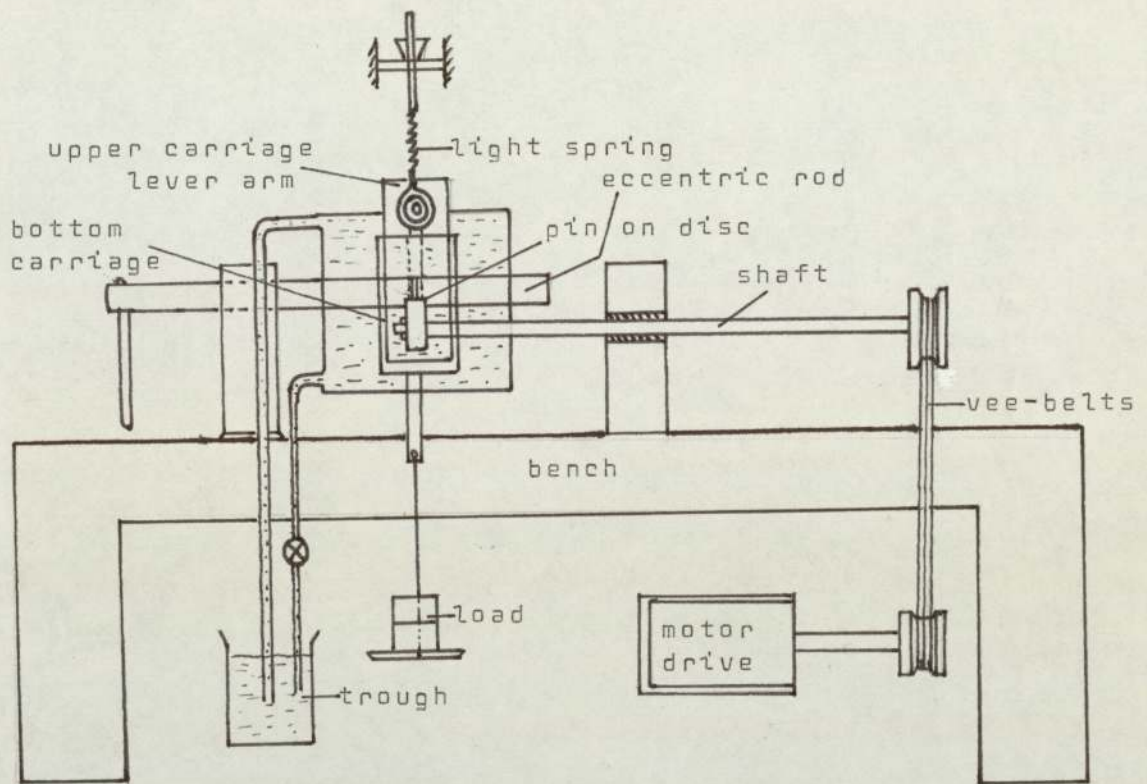 upper carriage
lever arm
light spring
eccentric rod
bottom
carriage
pin on disc
shaft
vee-belts
bench
load
motor
drive
trough